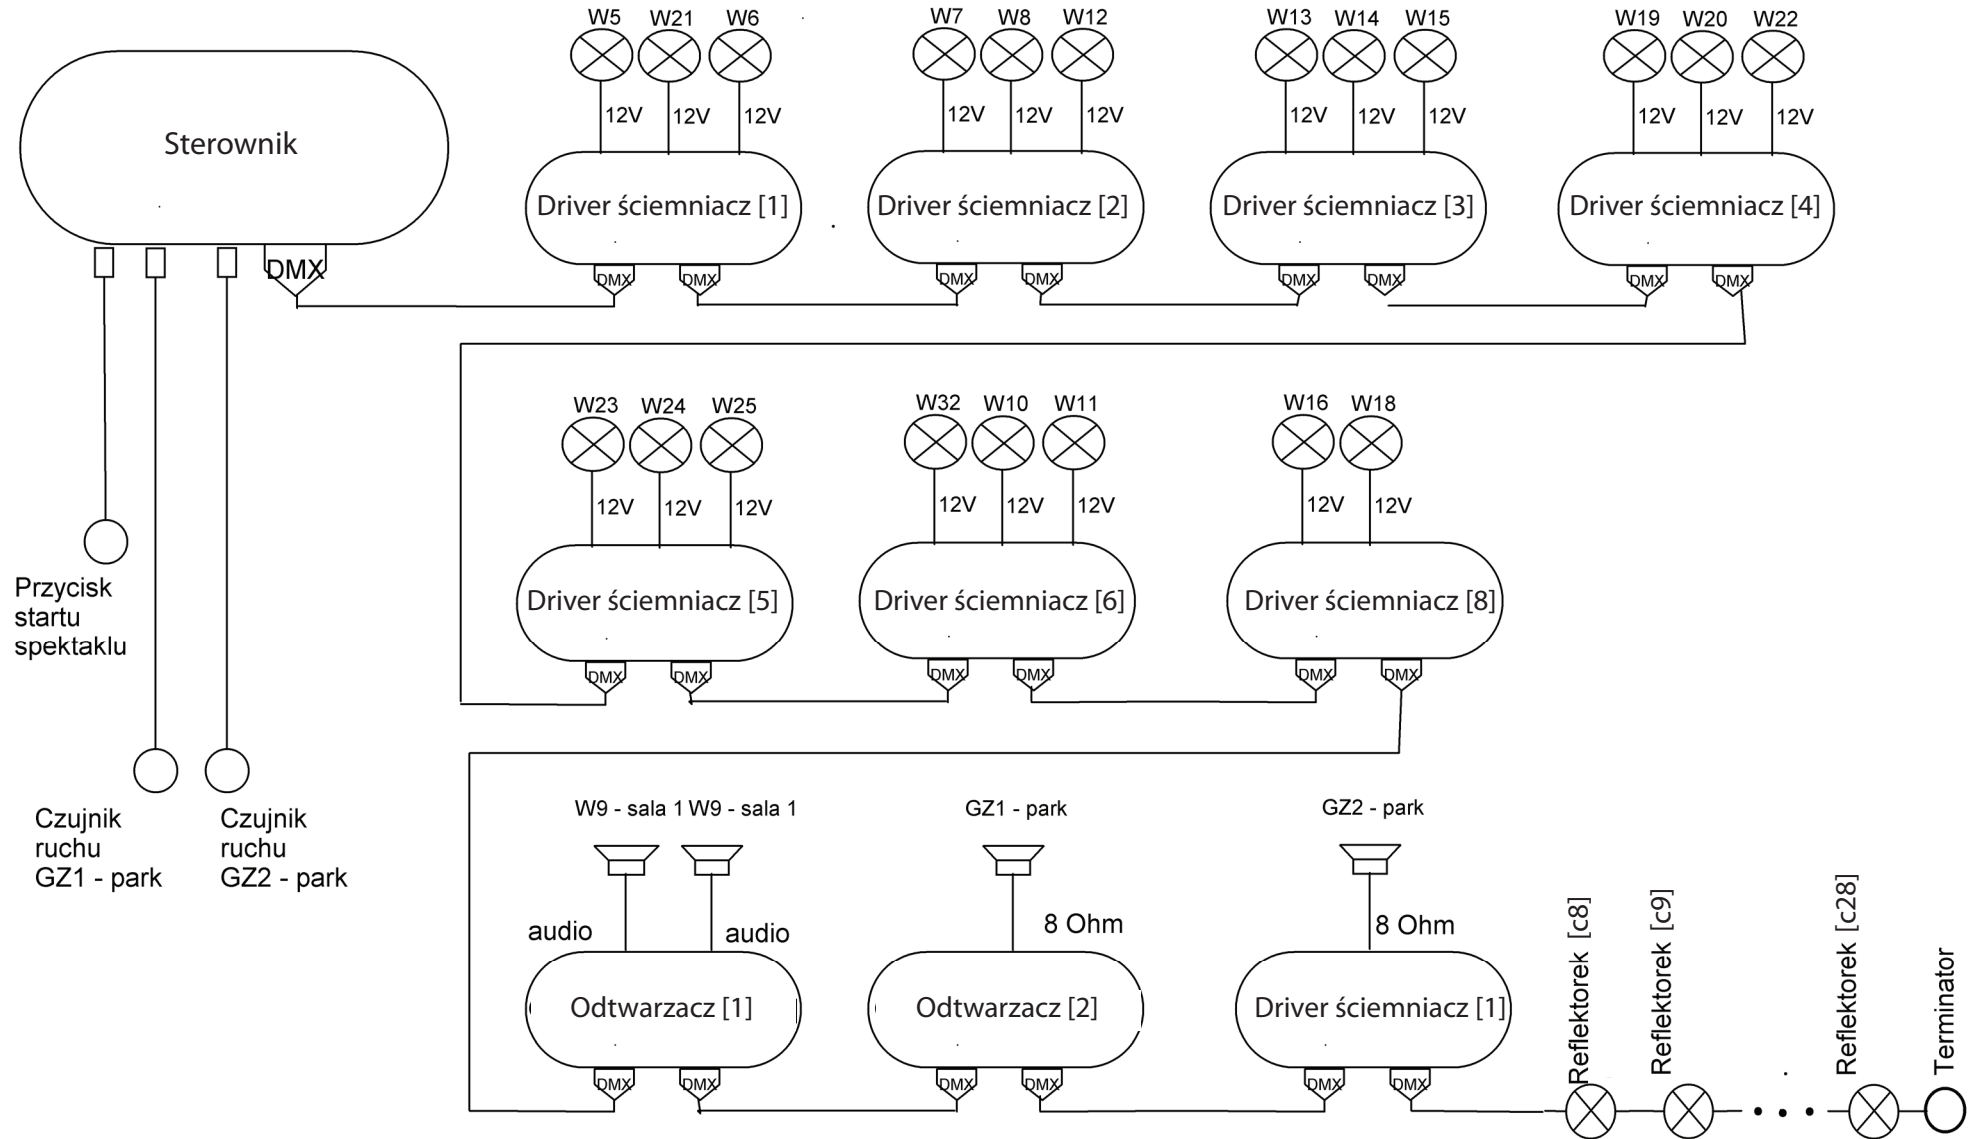 W5 W21 W6
W7 W8 W12
W13 W14 W15
W19 W20 W22
12V 12V 12V
12V 12V 12V
12V 12V 12V
12V 12V 12V
Sterownik
Driver ściemniacz [1]
Driver ściemniacz [2]
Driver ściemniacz [3]
Driver ściemniacz [4]
DMX
DMX DMX
DMX DMX
DMX DMX
DMX DMX
W23 W24 W25
W32 W10 W11
W16 W18
12V 12V 12V
12V 12V 12V
12V 12V
Driver ściemniacz [5]
Driver ściemniacz [6]
Driver ściemniacz [8]
DMX DMX
DMX DMX
DMX DMX
Przycisk
startu
spektaklu
Czujnik
ruchu
GZ1 - park
Czujnik
ruchu
GZ2 - park
W9 - sala 1 W9 - sala 1
GZ1 - park
GZ2 - park
audio
audio
8 Ohm
8 Ohm
Odtwarzacz [1]
Odtwarzacz [2]
Driver ściemniacz [1]
DMX DMX
DMX DMX
DMX DMX
Reflektorek [c8]
Reflektorek [c9]
Reflektorek [c28]
Terminator